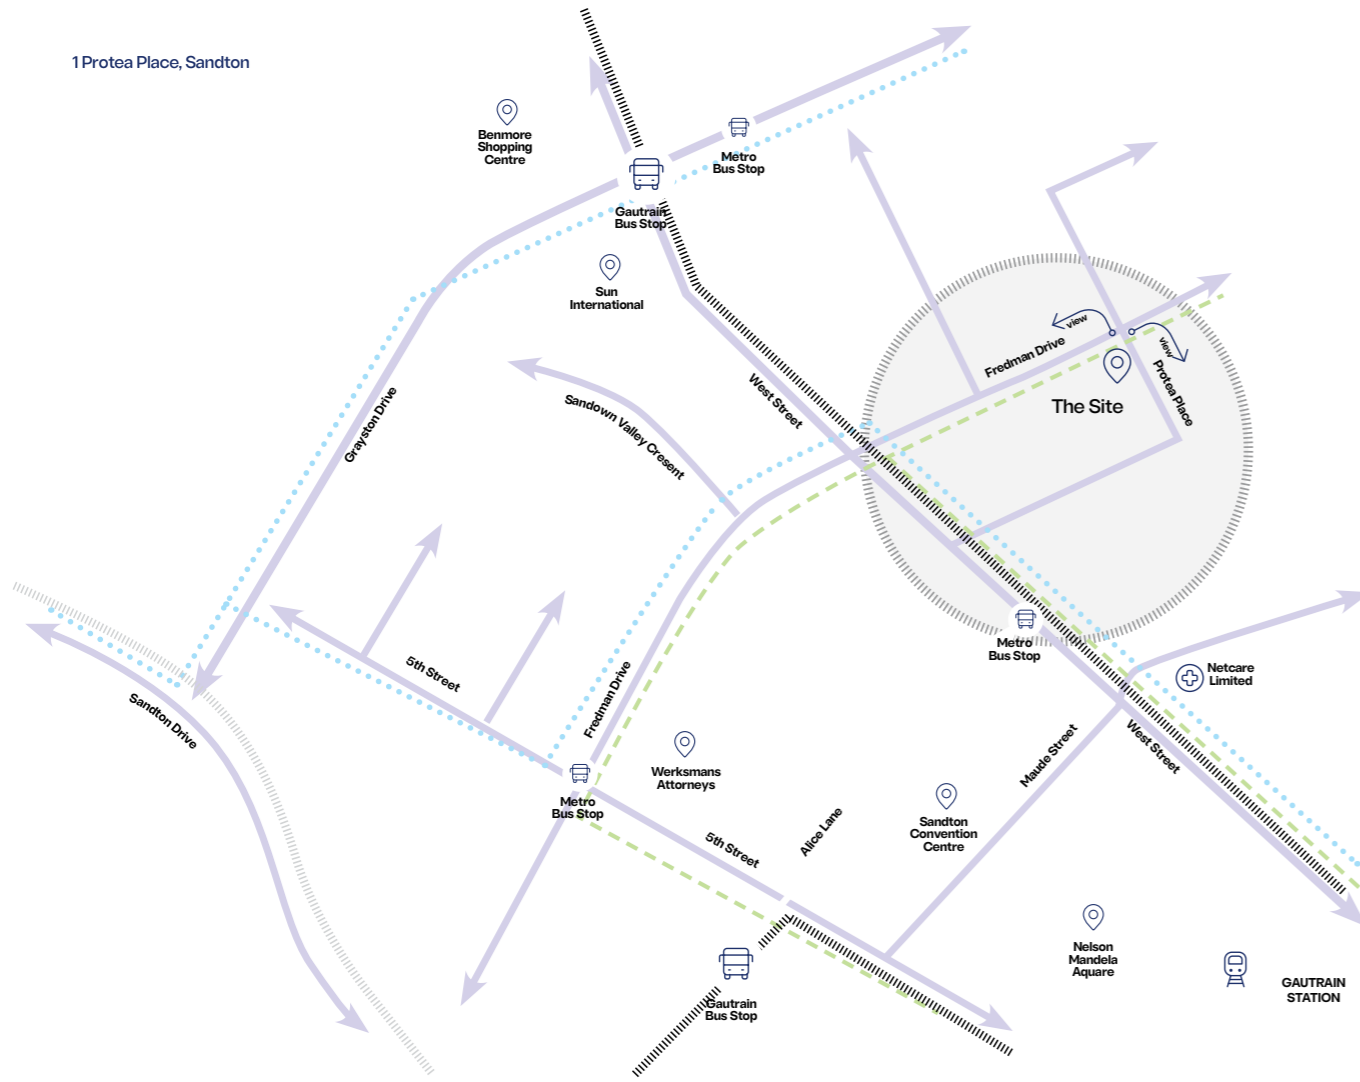 1 Protea Place, Sandton
Benmore
Shopping
Centre
Metro
Bus Stop
Gautrain
Bus Stop
Sun
International
view
view
Fredman Drive
Protea Place
The Site
West Street
Sandown Valley Cresent
Grayston Drive
5th Street
Fredman Drive
Sandton Drive
Metro
Bus Stop
Netcare
Limited
West Street
Maude Street
Werksmans
Attorneys
Metro
Bus Stop
5th Street
Alice Lane
Sandton
Convention
Centre
Nelson
Mandela
Aquare
GAUTRAIN
STATION
Gautrain
Bus Stop